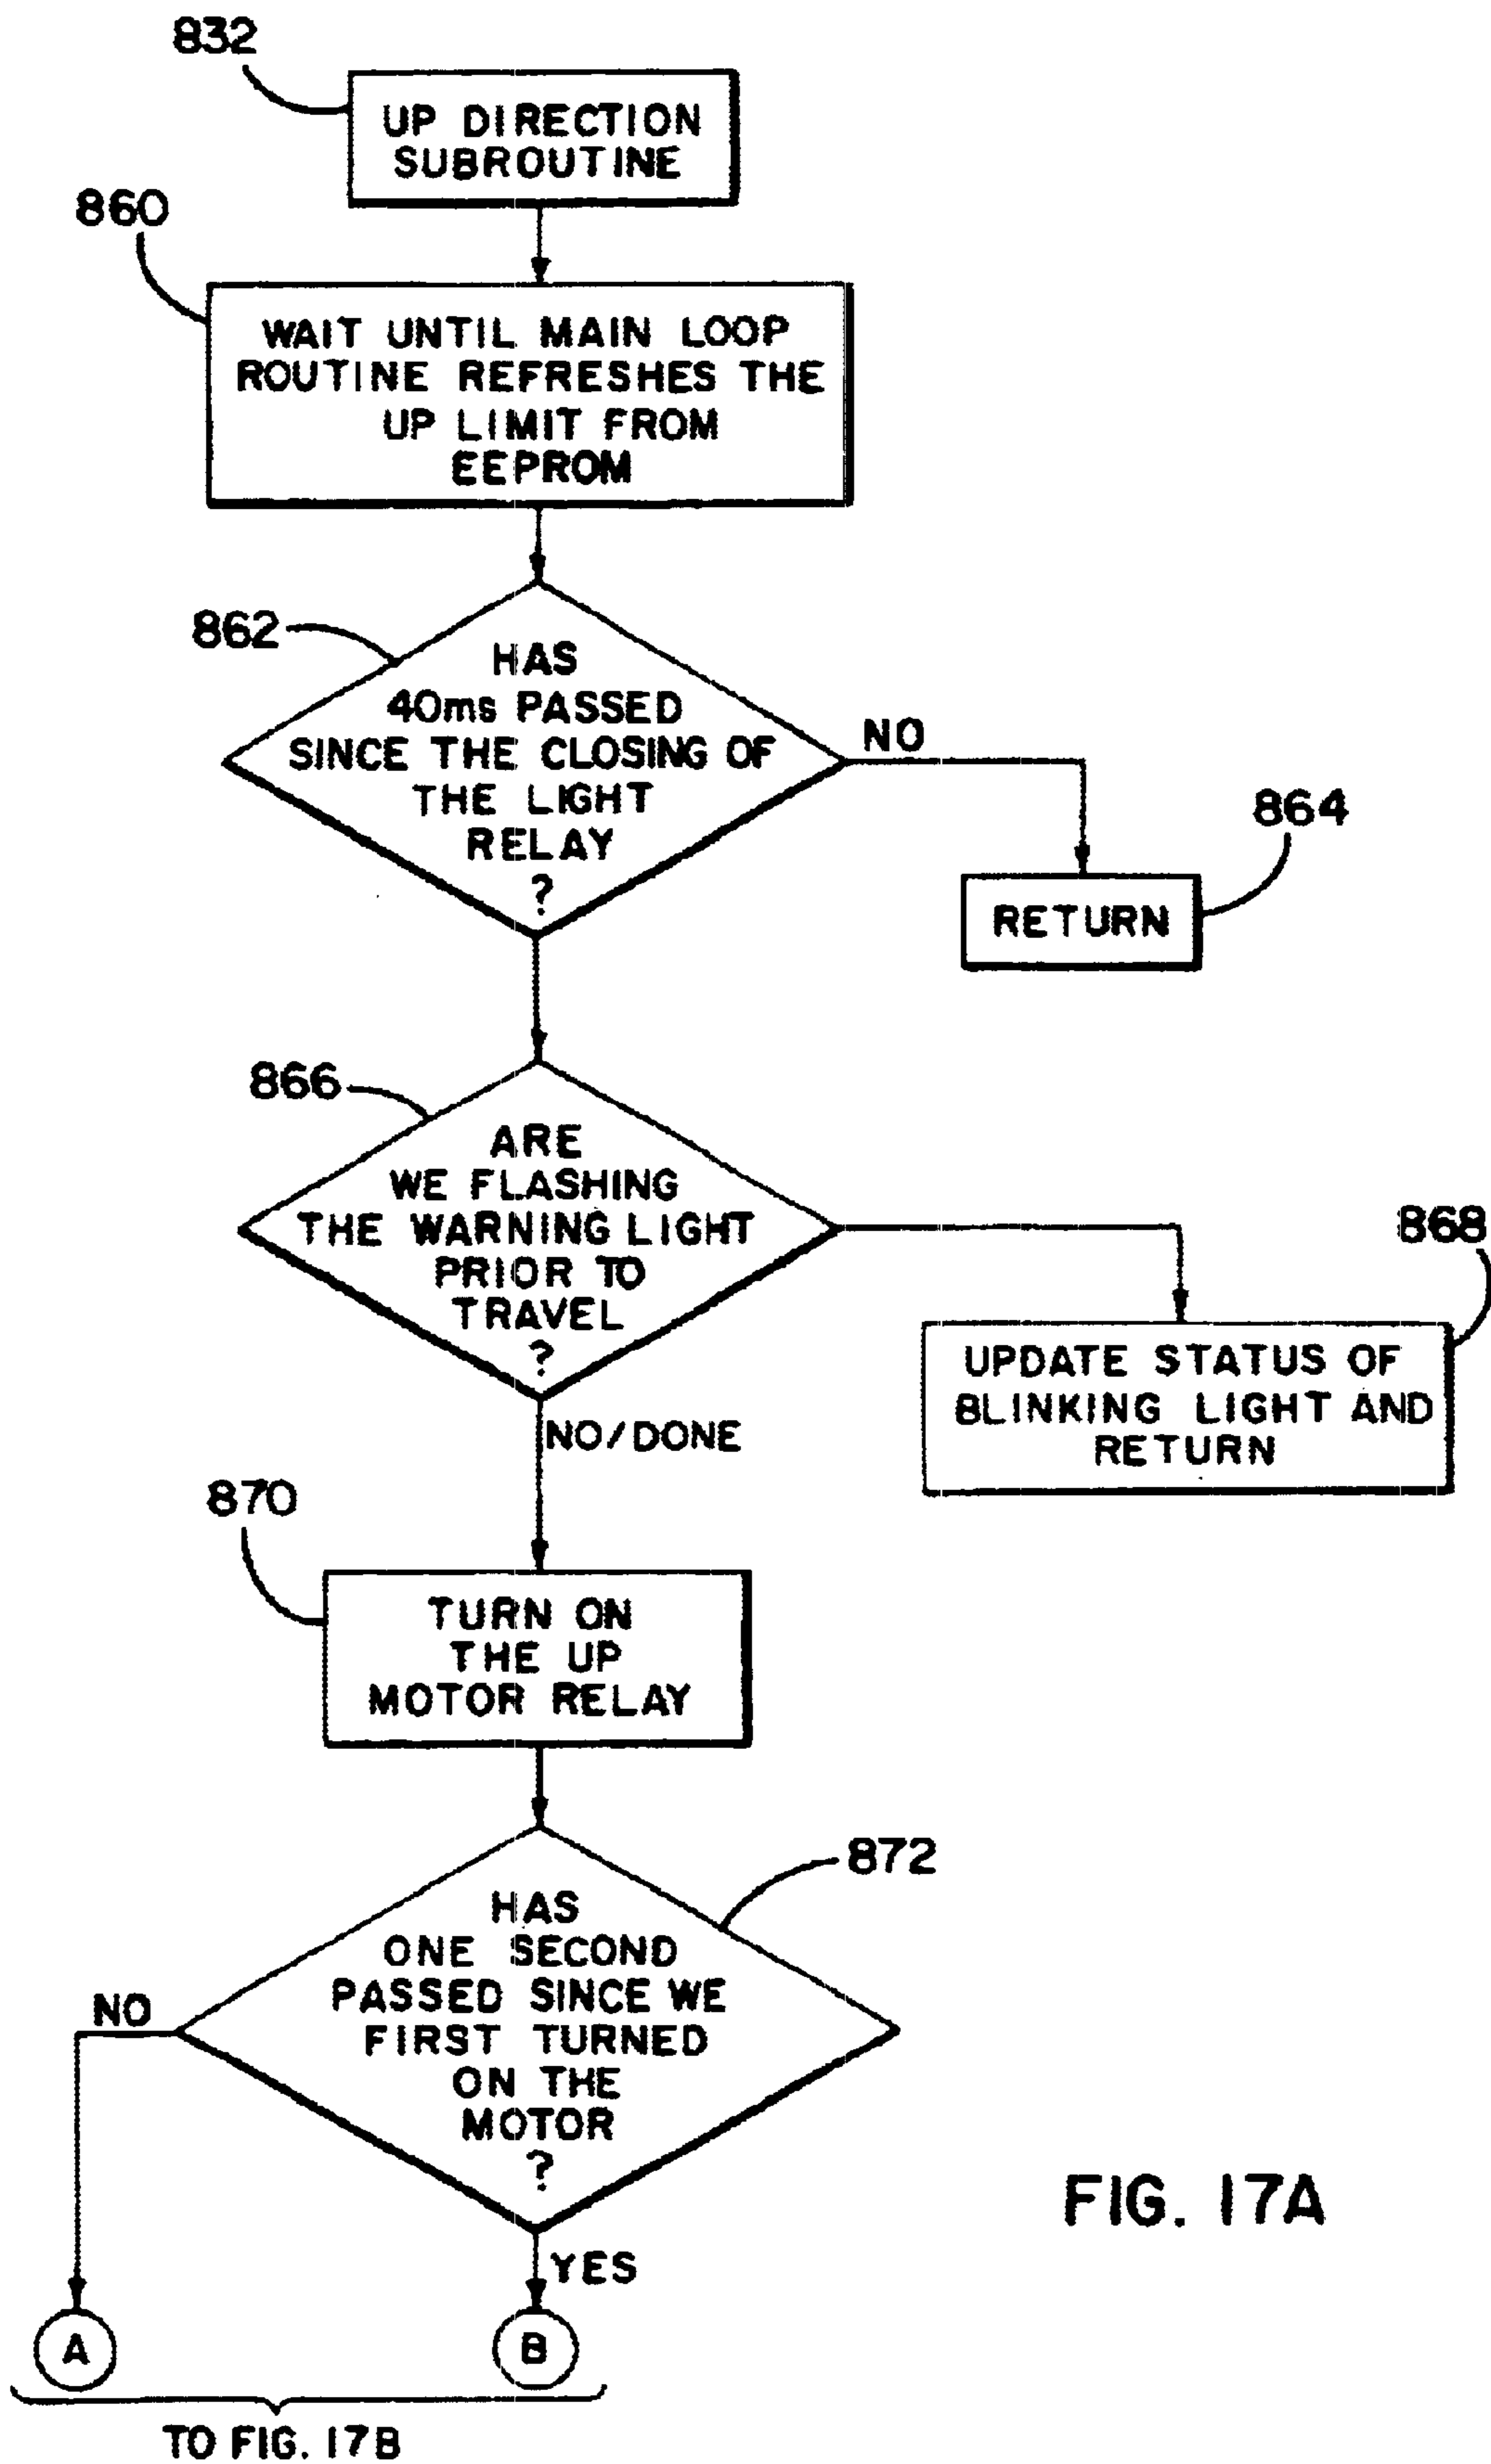 832
UP DIRECTION
SUBROUTINE
860
WAIT UNTIL MAIN LOOP
ROUTINE REFRESHES THE
UP LIMIT FROM
EEPROM
862
HAS
40ms PASSED
SINCE THE CLOSING OF
THE LIGHT
RELAY
?
NO
864
RETURN
866
ARE
WE FLASHING
THE WARNING LIGHT
PRIOR TO
TRAVEL
?
868
UPDATE STATUS OF
BLINKING LIGHT AND
RETURN
NO/DONE
870
TURN ON
THE UP
MOTOR RELAY
872
HAS
ONE SECOND
PASSED SINCE WE
FIRST TURNED
ON THE
MOTOR
?
NO
YES
A
B
TO FIG. 17B
FIG. 17A